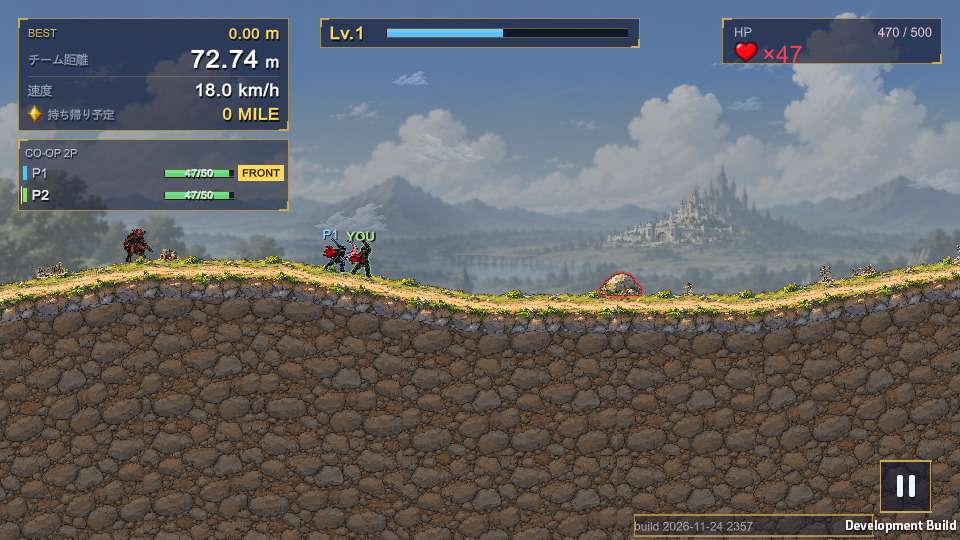 BEST 0.00 m
チーム距離 72.74 m
速度 18.0 km/h
持ち帰り予定 0 MILE
CO-OP 2P
P1 47/50 FRONT
P2 47/50
Lv.1
HP 470 / 500
×47
P1 YOU
build 2026-11-24 2357
Development Build